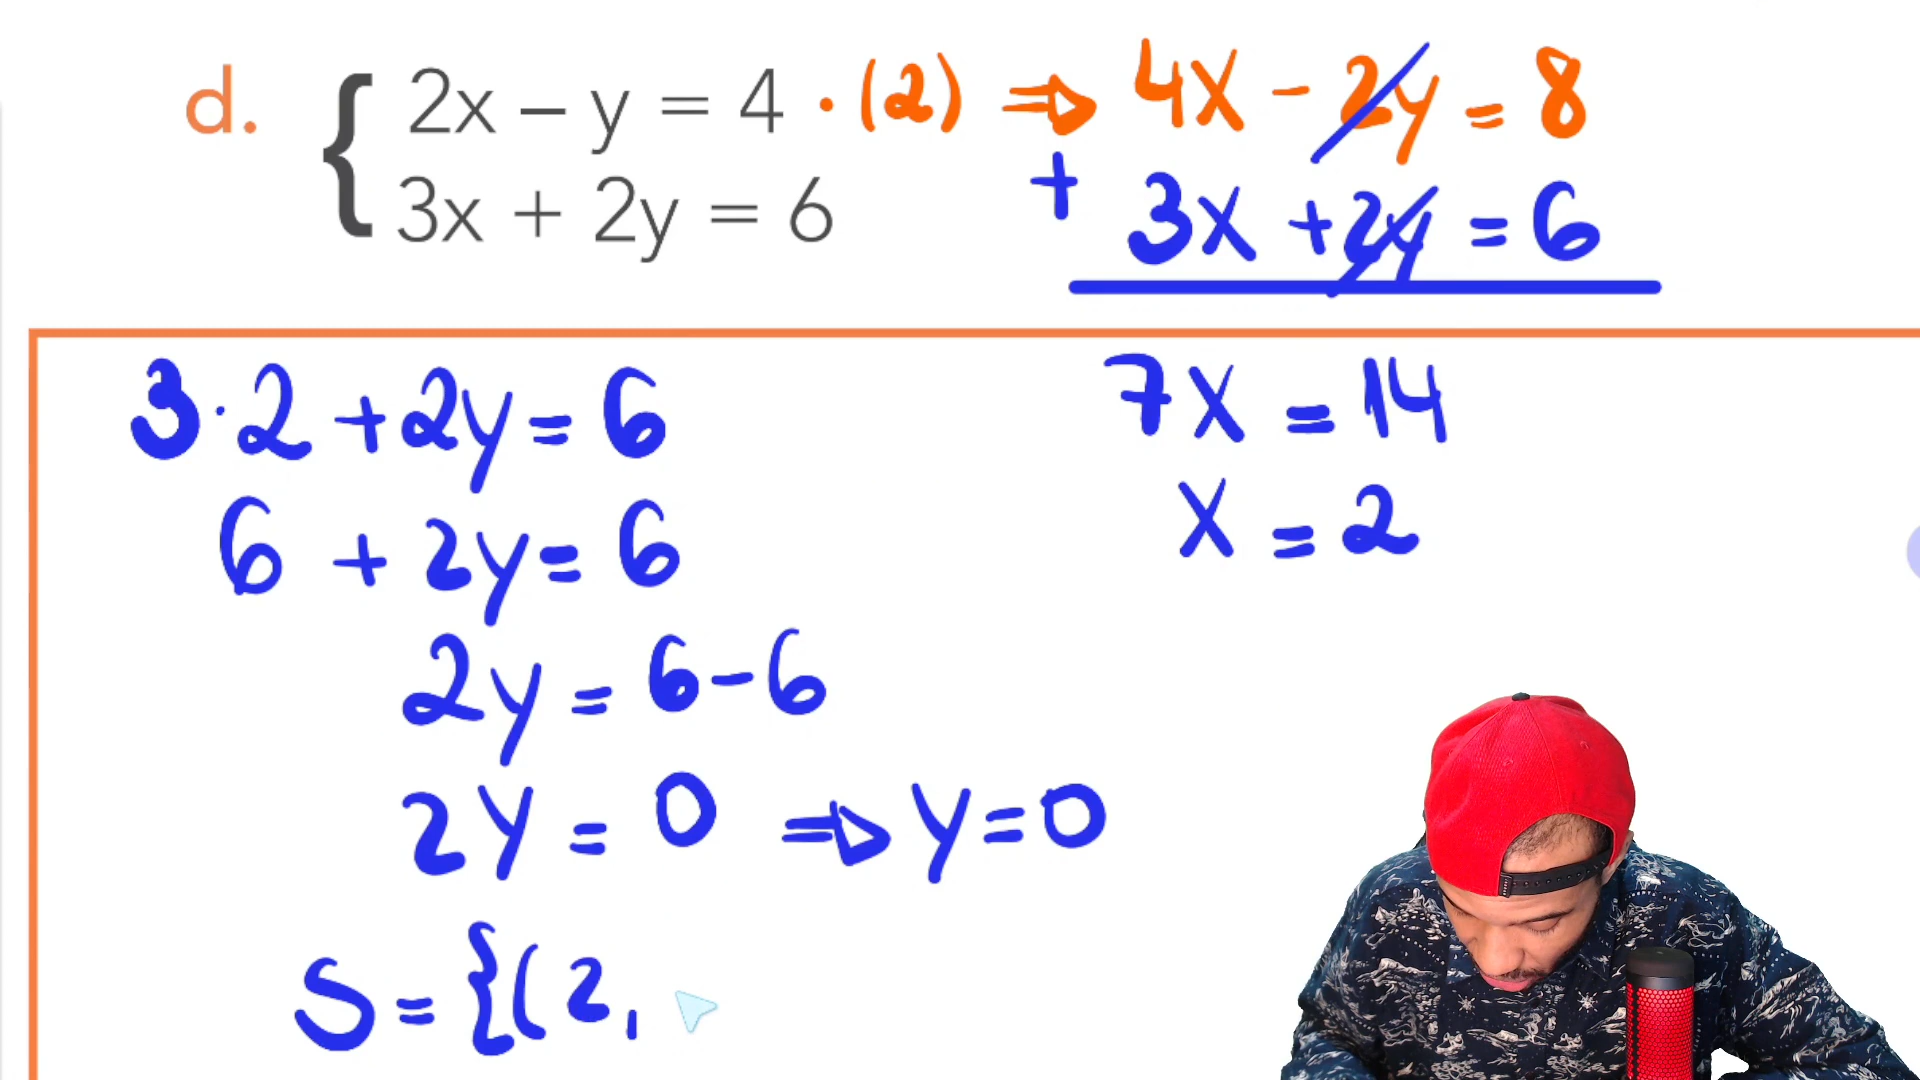 d. { 2x – y = 4 · (2) ⇒ 4x - 2y = 8
3x + 2y = 6 + 3x + 2y = 6
3 · 2 + 2y = 6
6 + 2y = 6
2y = 6 - 6
2y = 0 ⇒ y = 0
S = {(2,
7x = 14
x = 2